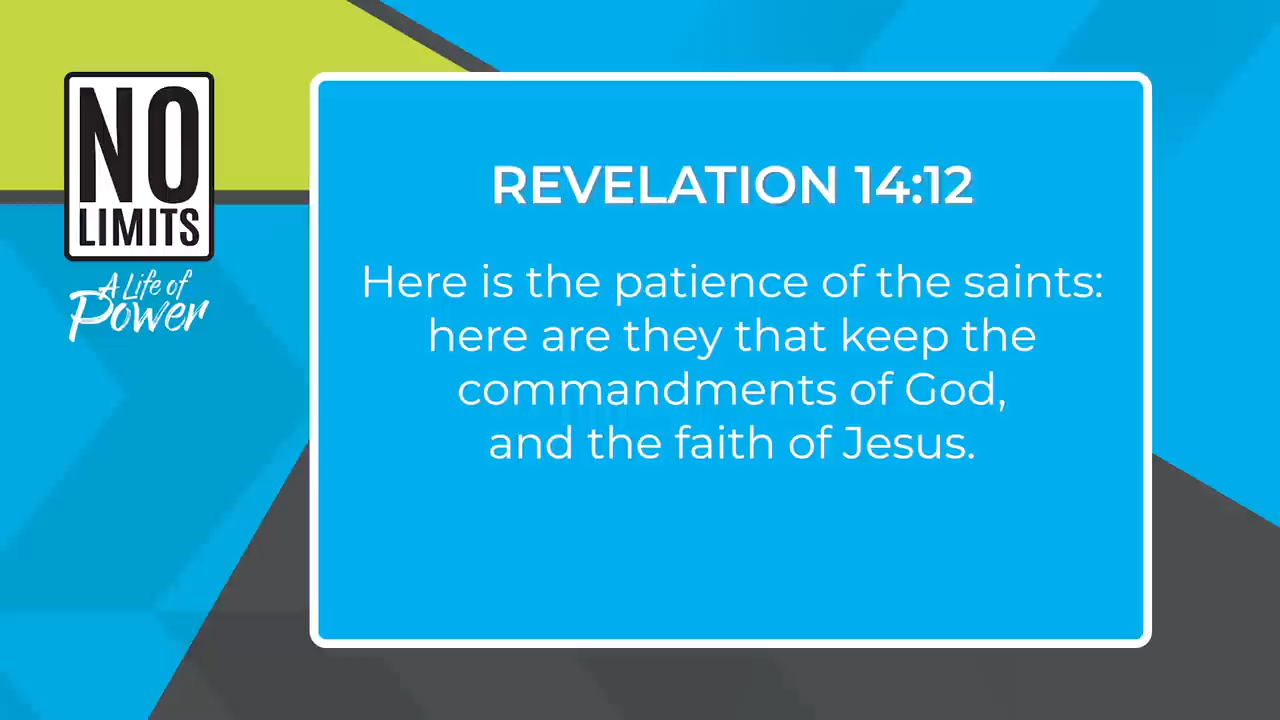 NO
LIMITS
A Life of
Power
REVELATION 14:12
Here is the patience of the saints:
here are they that keep the
commandments of God,
and the faith of Jesus.